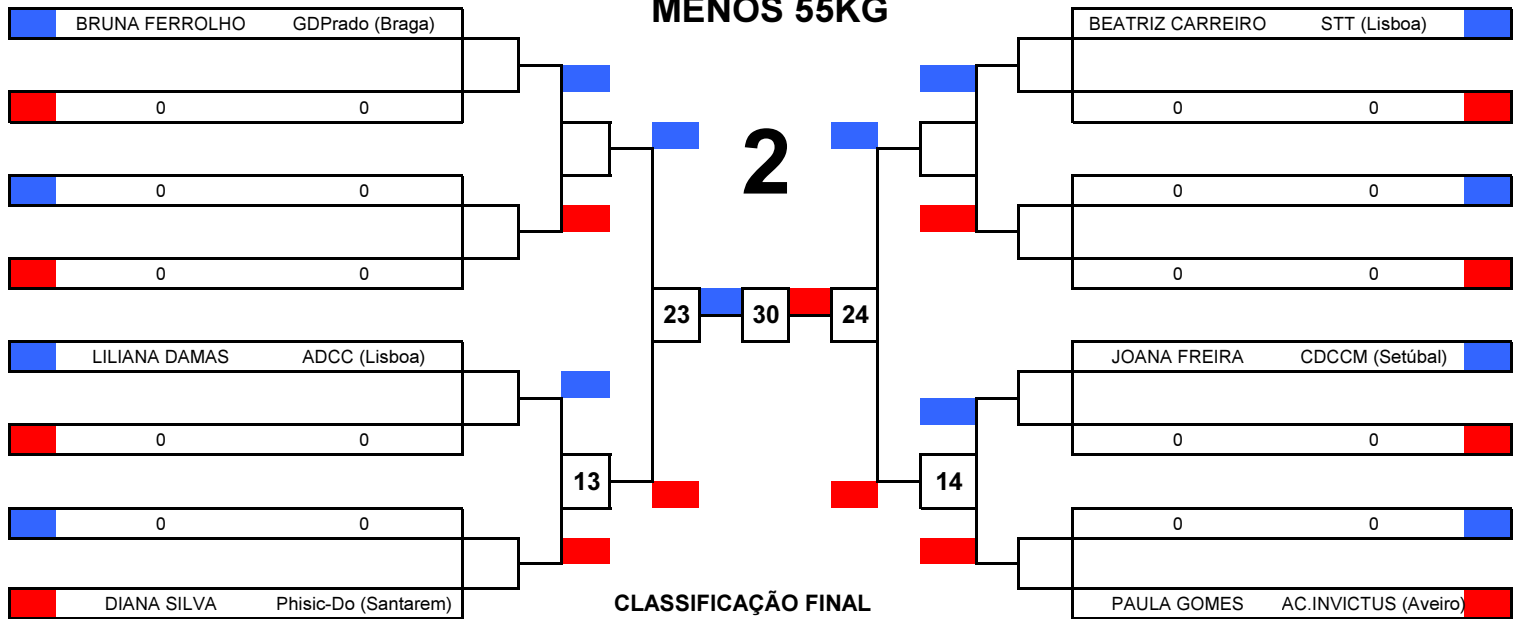 MENOS 55KG
BRUNA FERROLHO GDPrado (Braga)
BEATRIZ CARREIRO STT (Lisboa)
0 0
0 0
2
0 0
0 0
0 0
0 0
23 30 24
LILIANA DAMAS ADCC (Lisboa)
JOANA FREIRA CDCCM (Setúbal)
0 0
0 0
13
14
0 0
0 0
DIANA SILVA Phisic-Do (Santarem)
CLASSIFICAÇÃO FINAL
PAULA GOMES AC.INVICTUS (Aveiro)